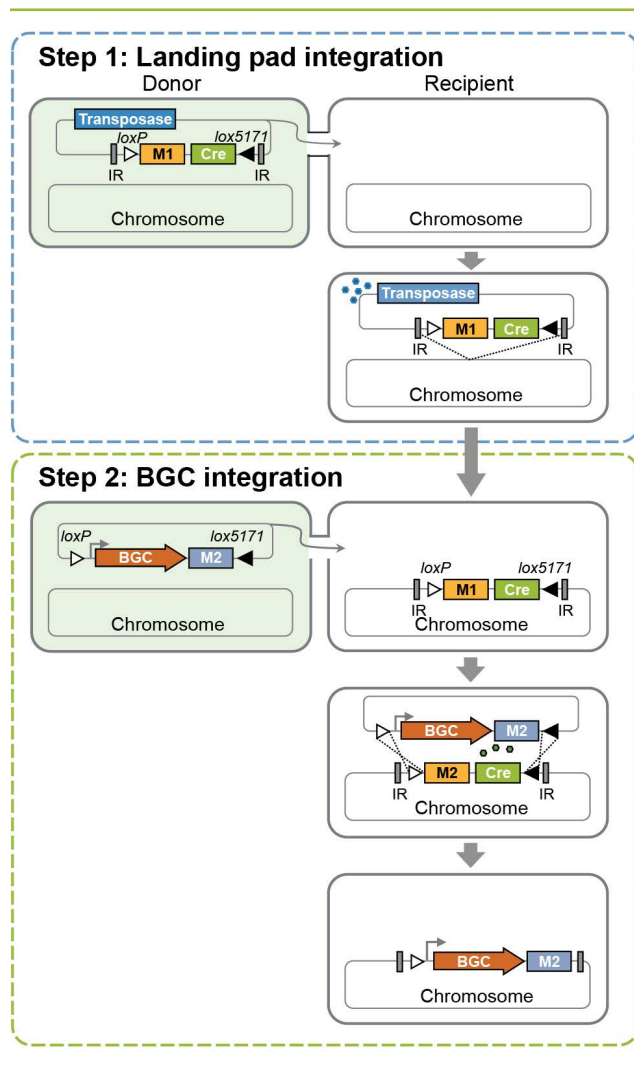 Step 1: Landing pad integration
Donor
Recipient
Transposase
loxP
lox5171
M1
Cre
IR
IR
Chromosome
Chromosome
Transposase
M1
Cre
IR
IR
Chromosome
Step 2: BGC integration
loxP
lox5171
BGC
M2
Chromosome
loxP
lox5171
M1
Cre
IR
IR
Chromosome
BGC
M2
M2
Cre
IR
IR
Chromosome
BGC
M2
Chromosome